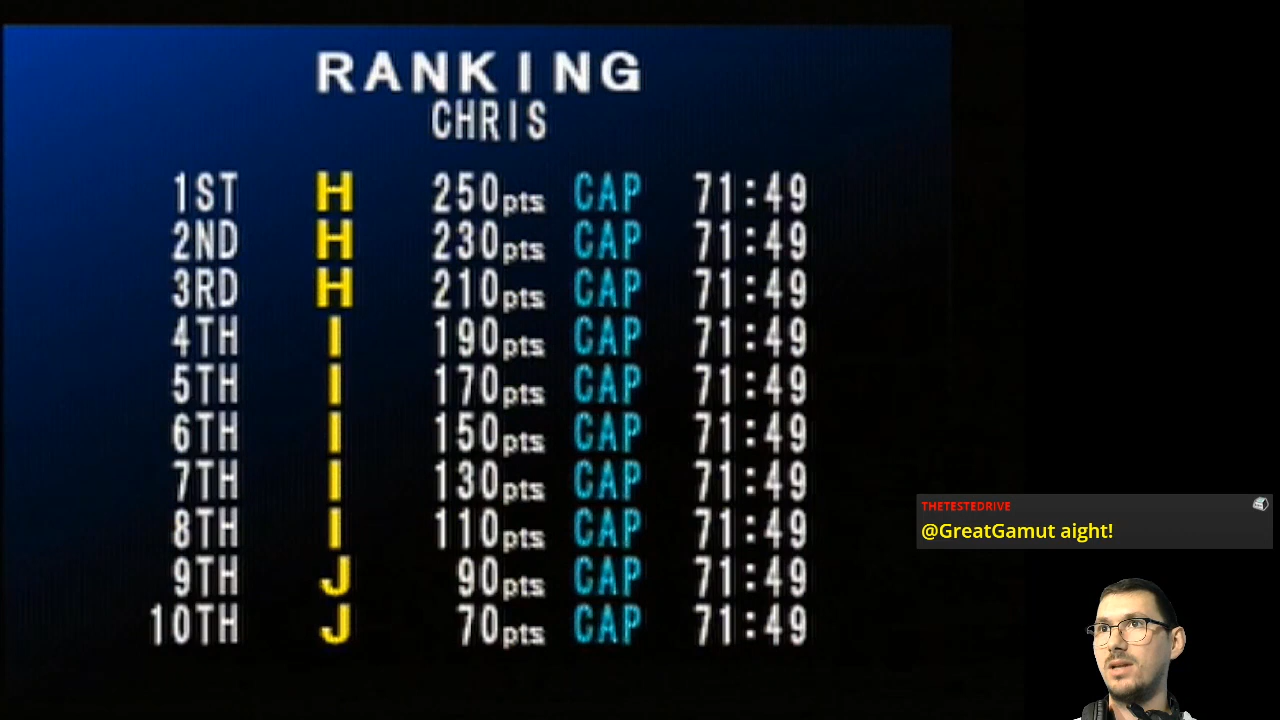 RANKING
CHRIS
1ST H 250pts CAP 71:49
2ND H 230pts CAP 71:49
3RD H 210pts CAP 71:49
4TH I 190pts CAP 71:49
5TH I 170pts CAP 71:49
6TH I 150pts CAP 71:49
7TH I 130pts CAP 71:49
8TH I 110pts CAP 71:49
9TH J 90pts CAP 71:49
10TH J 70pts CAP 71:49
THETESTEDRIVE
@GreatGamut aight!